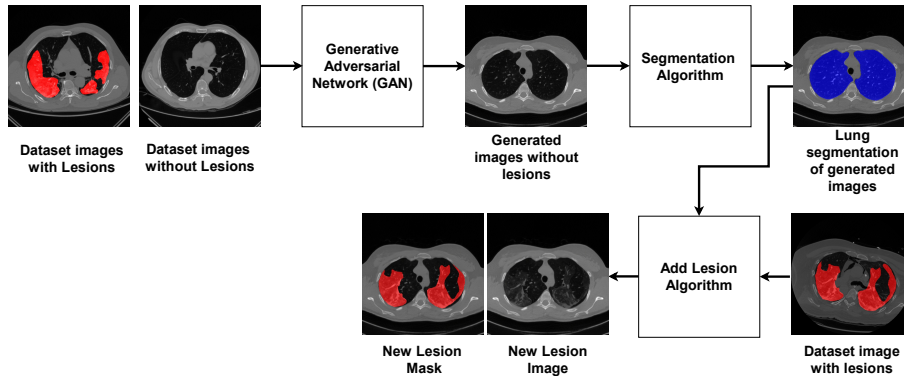 Dataset images
with Lesions
Dataset images
without Lesions
Generative
Adversarial
Network (GAN)
Generated
images without
lesions
Segmentation
Algorithm
Lung
segmentation
of generated
images
New Lesion
Mask
New Lesion
Image
Add Lesion
Algorithm
Dataset image
with lesions